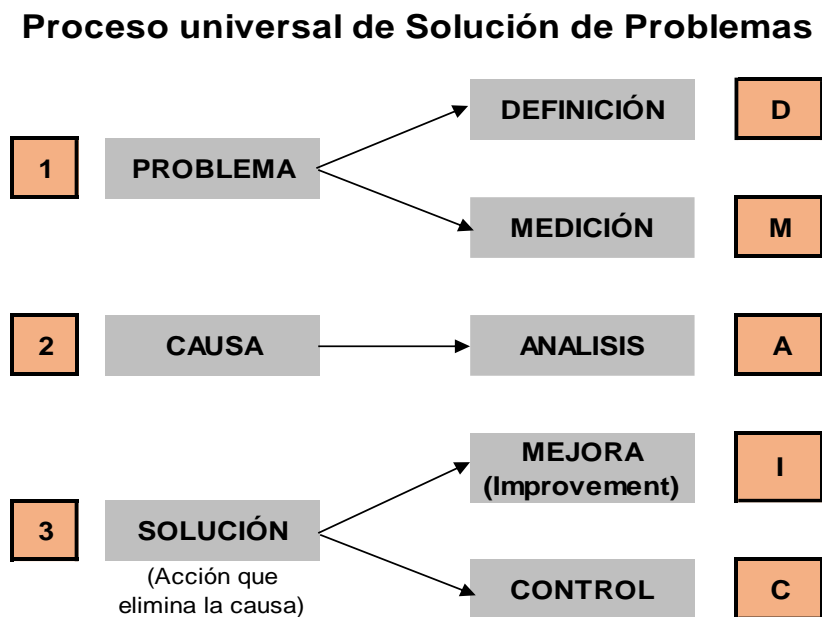 Proceso universal de Solución de Problemas
DEFINICIÓN
D
1
PROBLEMA
MEDICIÓN
M
2
CAUSA
ANALISIS
A
MEJORA
(Improvement)
I
3
SOLUCIÓN
(Acción que
elimina la causa)
CONTROL
C